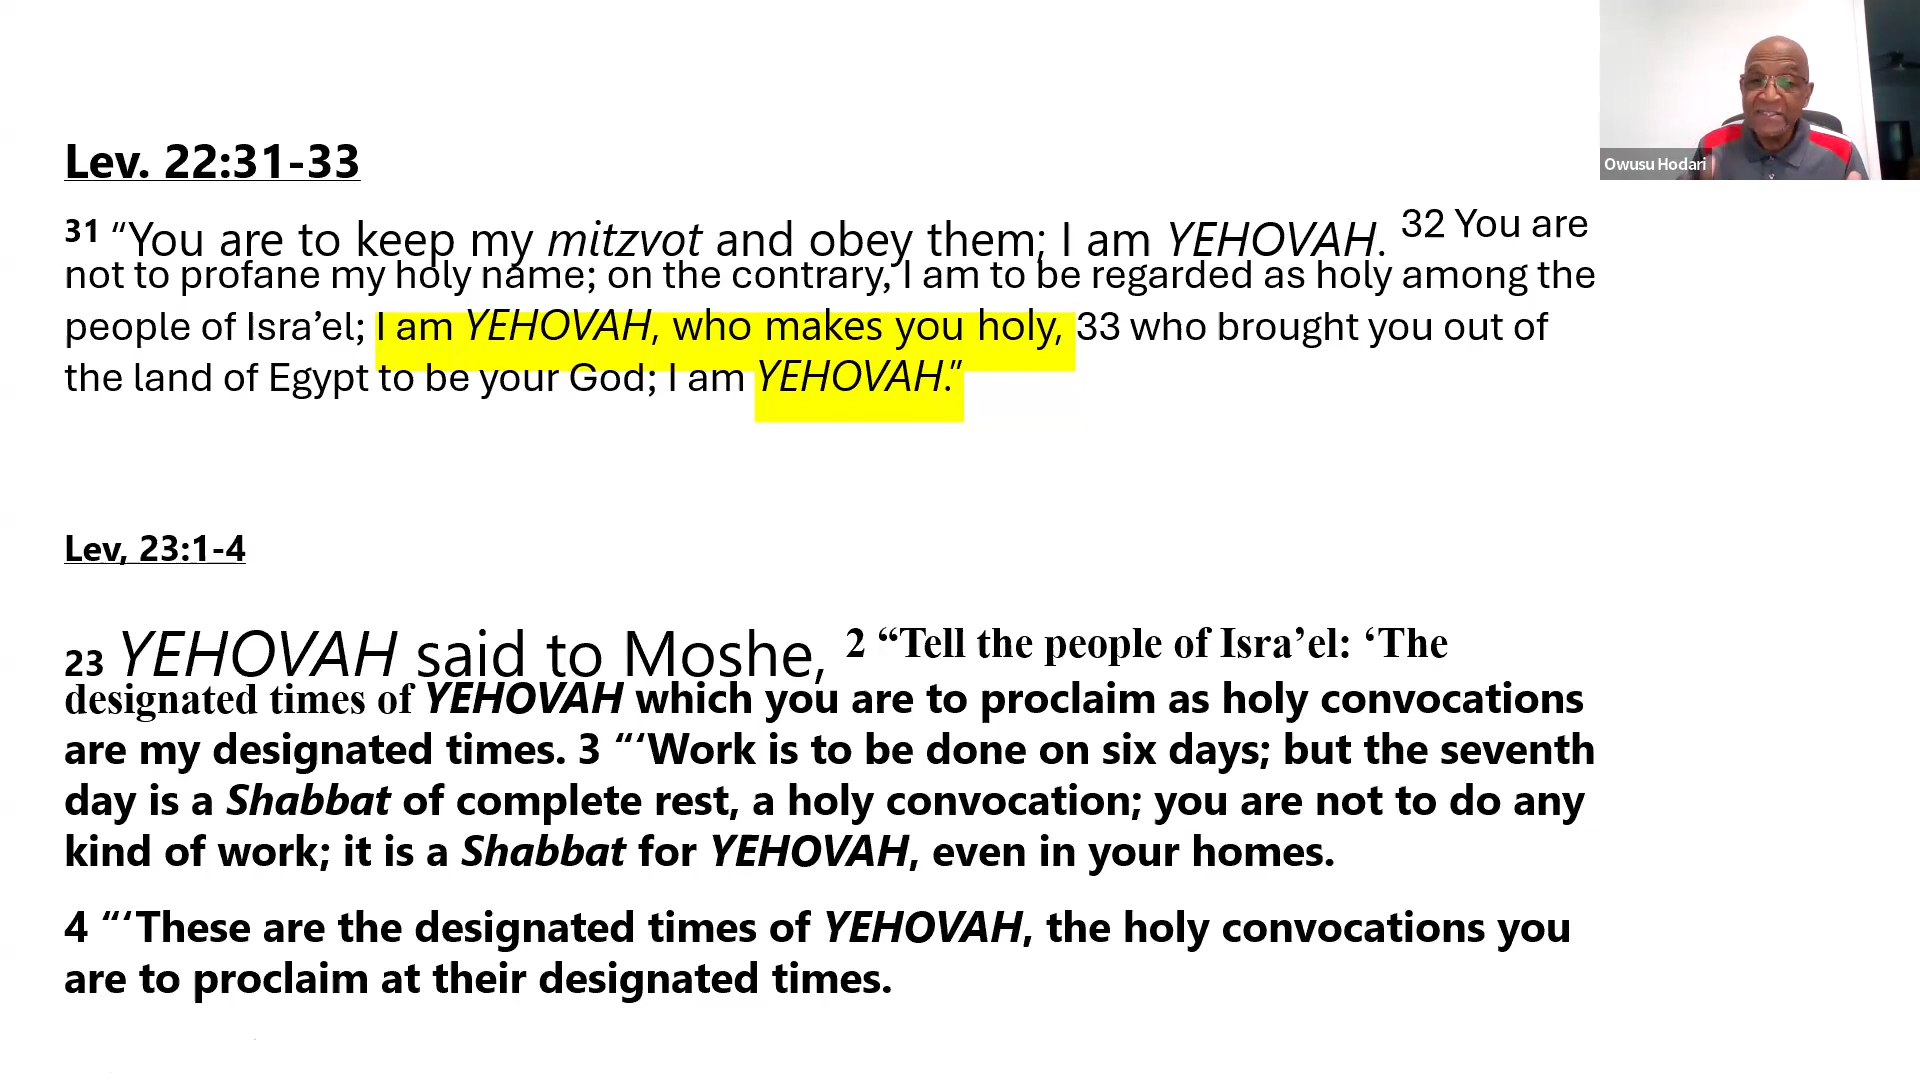 Lev. 22:31-33
Owusu Hodari
31 “You are to keep my mitzvot and obey them; I am YEHOVAH. 32 You are
not to profane my holy name; on the contrary, I am to be regarded as holy among the
people of Isra’el; I am YEHOVAH, who makes you holy, 33 who brought you out of
the land of Egypt to be your God; I am YEHOVAH.”
Lev, 23:1-4
23 YEHOVAH said to Moshe, 2 “Tell the people of Isra’el: ‘The
designated times of YEHOVAH which you are to proclaim as holy convocations
are my designated times. 3 “‘Work is to be done on six days; but the seventh
day is a Shabbat of complete rest, a holy convocation; you are not to do any
kind of work; it is a Shabbat for YEHOVAH, even in your homes.
4 “‘These are the designated times of YEHOVAH, the holy convocations you
are to proclaim at their designated times.